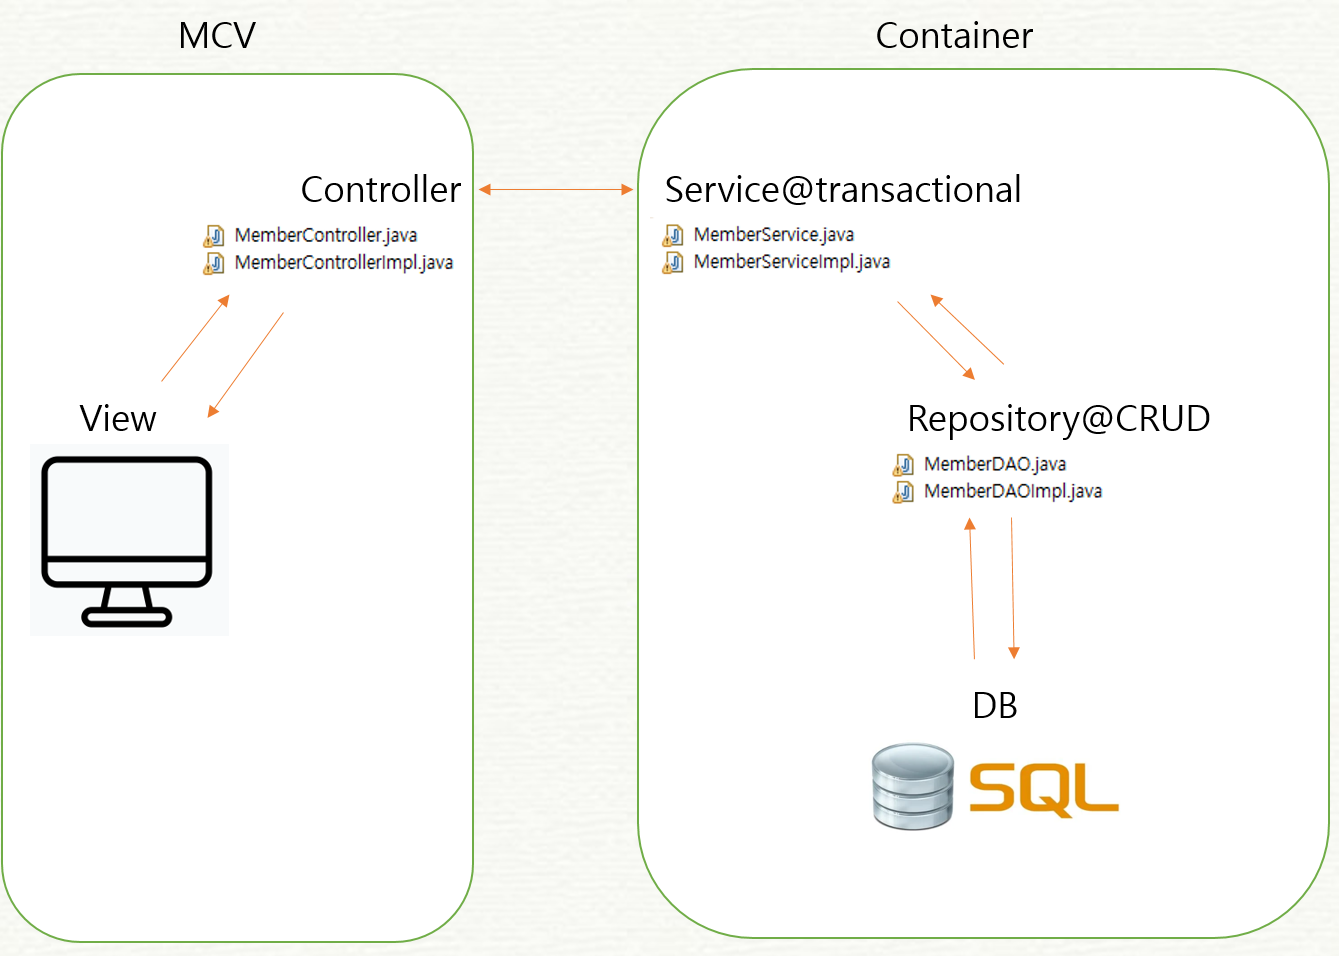 MCV
Container
Controller
MemberController.java
MemberControllerImpl.java
Service@transactional
MemberService.java
MemberServiceImpl.java
View
Repository@CRUD
MemberDAO.java
MemberDAOImpl.java
DB
SQL